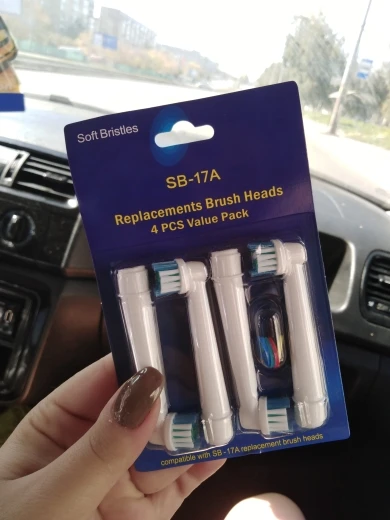 Soft Bristles
SB-17A
Replacements Brush Heads
4 PCS Value Pack
compatible with SB - 17A replacement brush heads